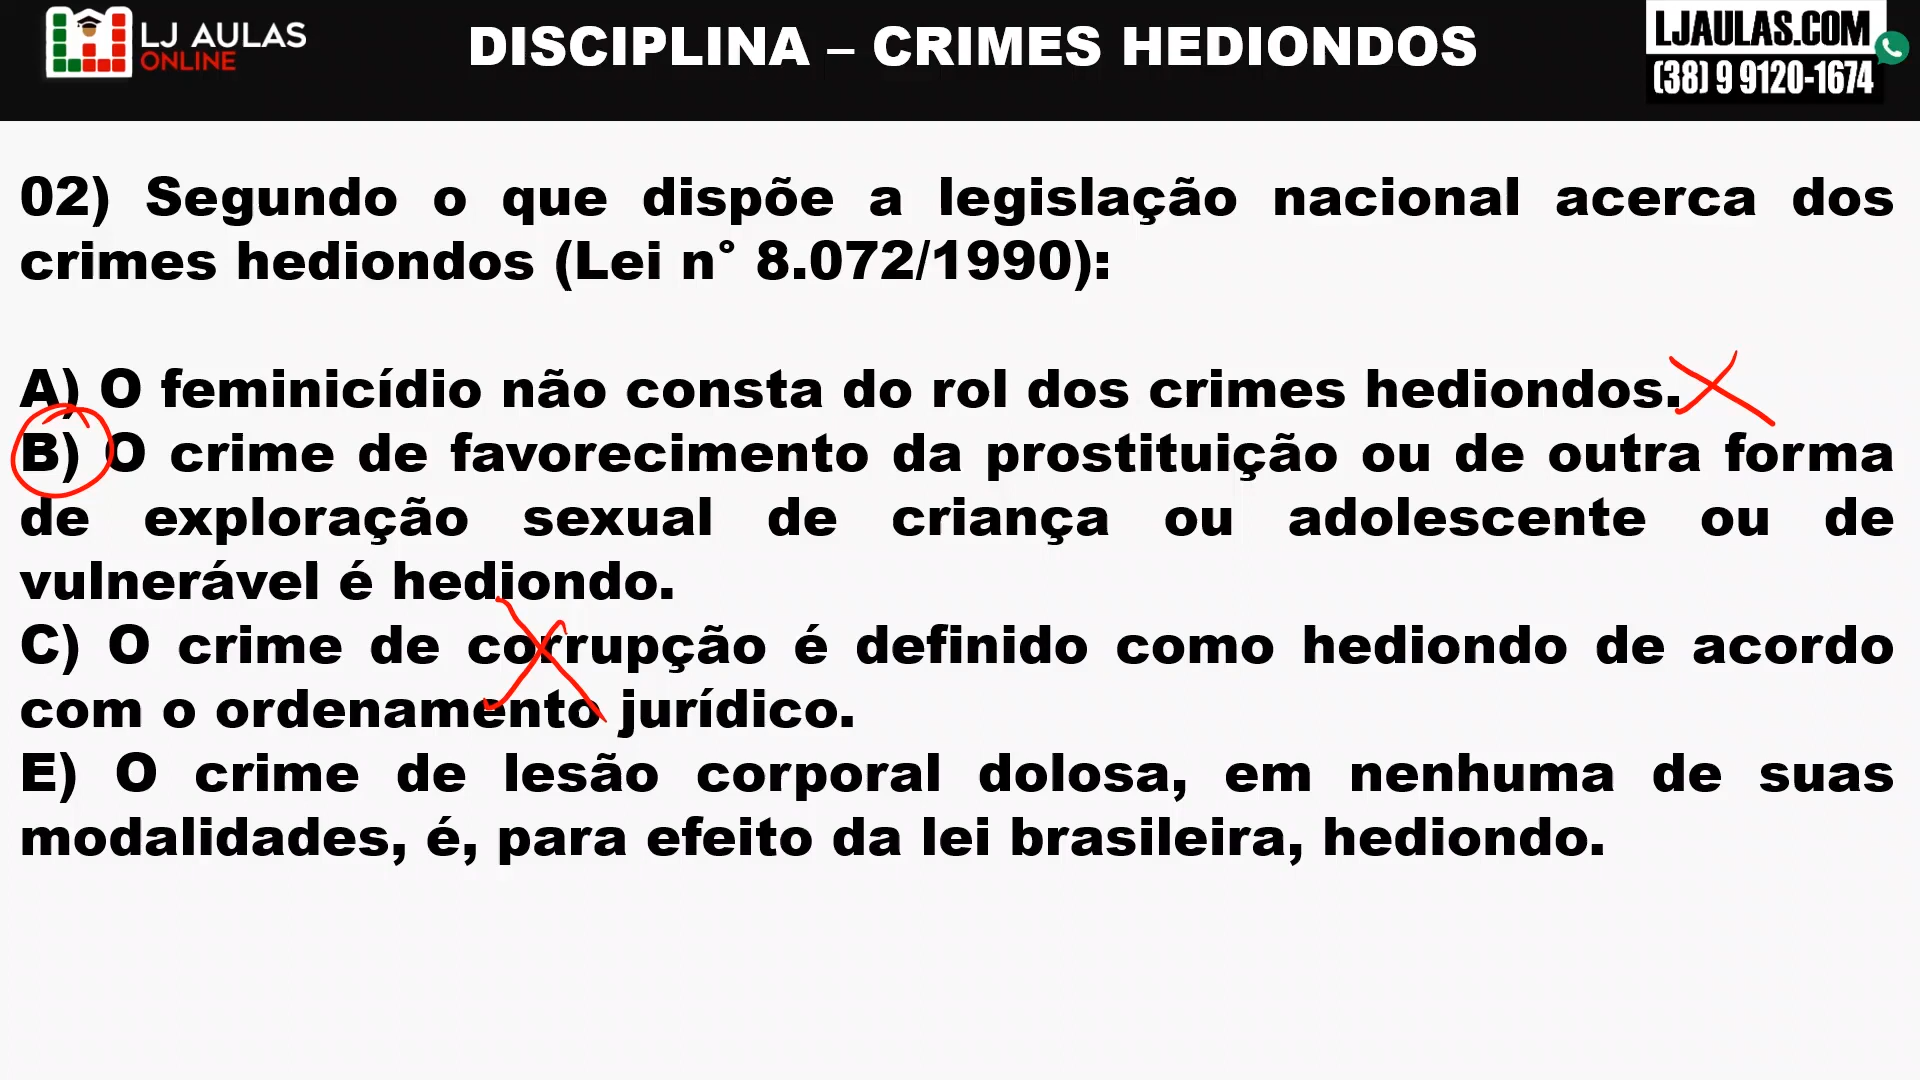 LJ AULAS
ONLINE
DISCIPLINA – CRIMES HEDIONDOS
LJAULAS.COM
(38) 9 9120-1674
02) Segundo o que dispõe a legislação nacional acerca dos
crimes hediondos (Lei n° 8.072/1990):
A) O feminicídio não consta do rol dos crimes hediondos.
B) O crime de favorecimento da prostituição ou de outra forma
de exploração sexual de criança ou adolescente ou de
vulnerável é hediondo.
C) O crime de corrupção é definido como hediondo de acordo
com o ordenamento jurídico.
E) O crime de lesão corporal dolosa, em nenhuma de suas
modalidades, é, para efeito da lei brasileira, hediondo.